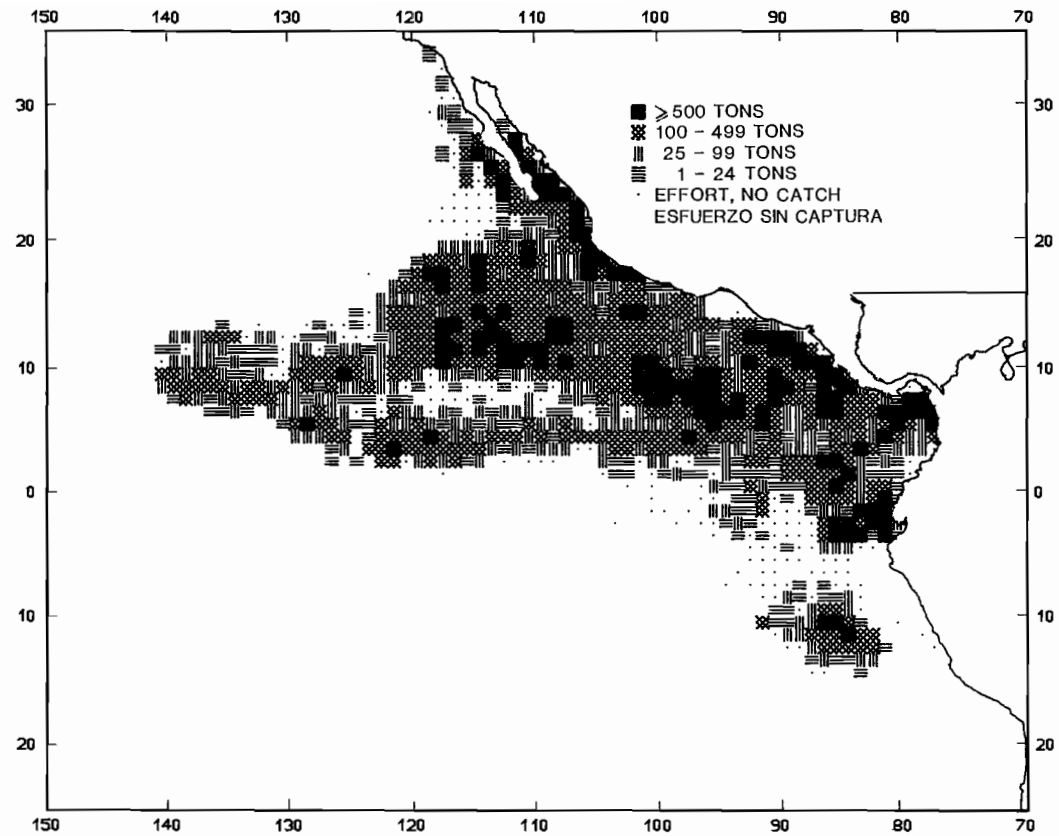 150 140 130 120 110 100 90 80 70
30 30
≥500 TONS
100 - 499 TONS
25 - 99 TONS
1 - 24 TONS
· EFFORT, NO CATCH
ESFUERZO SIN CAPTURA
20 20
10 10
0 0
10 10
20 20
150 140 130 120 110 100 90 80 70